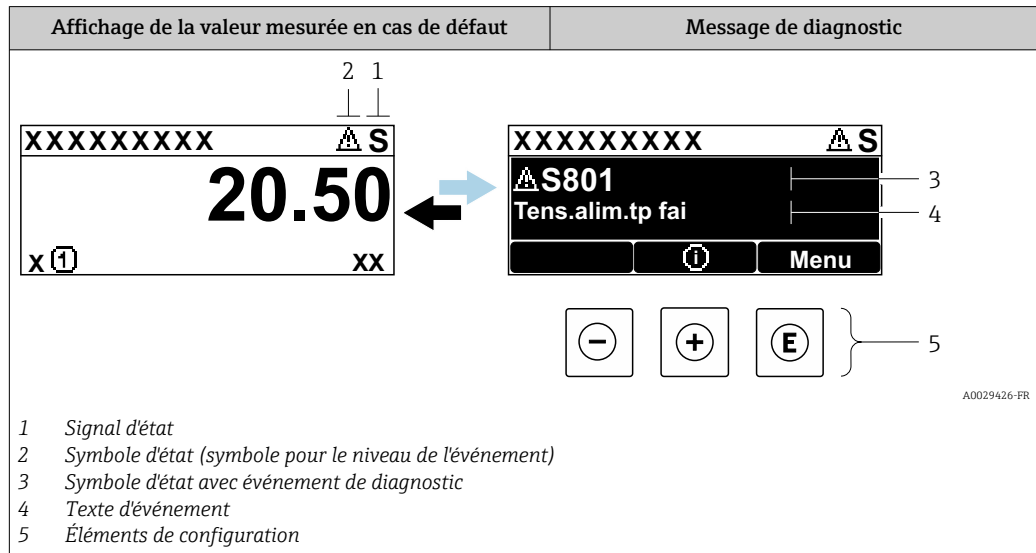 Affichage de la valeur mesurée en cas de défaut Message de diagnostic
2 1
XXXXXXXXX ⚠ S
20.50
X 1 XX
XXXXXXXXX ⚠ S
⚠S801
Tens.alim.tp fai
i Menu
3
4
− + E
5
A0029426-FR
1 Signal d'état
2 Symbole d'état (symbole pour le niveau de l'événement)
3 Symbole d'état avec événement de diagnostic
4 Texte d'événement
5 Éléments de configuration